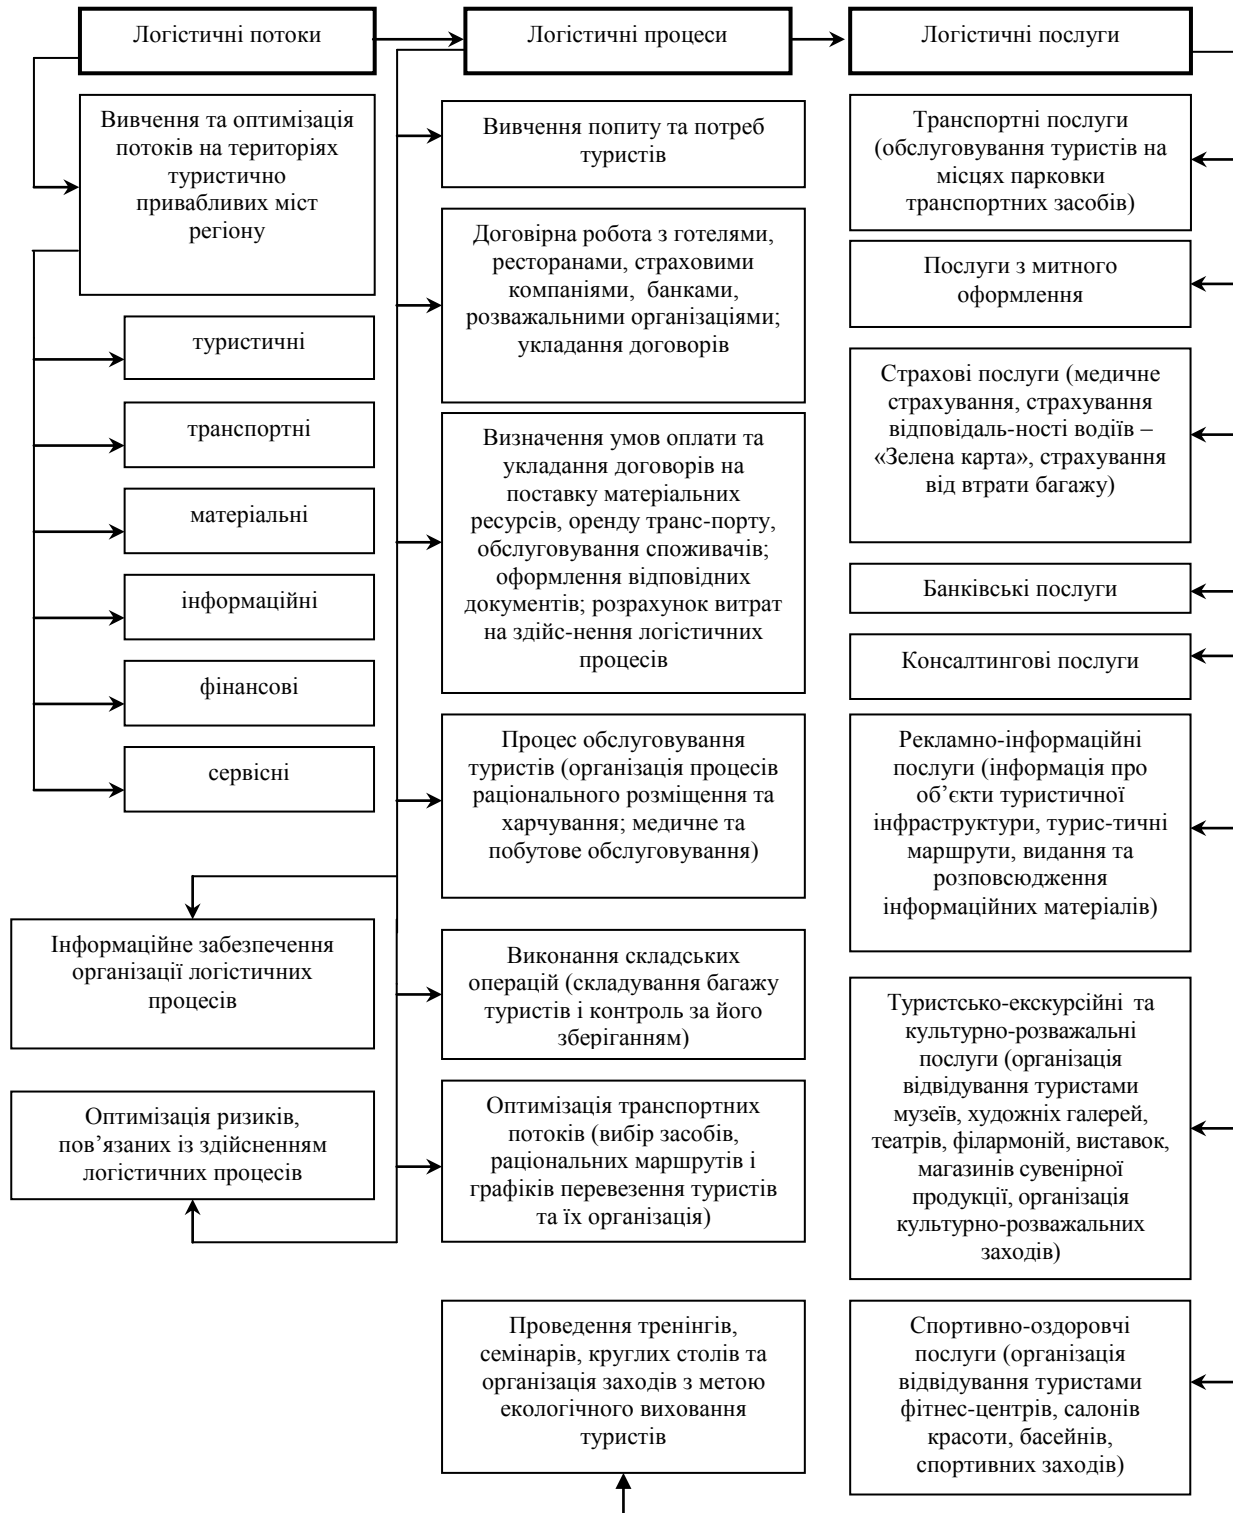 Логістичні потоки
Логістичні процеси
Логістичні послуги
Вивчення та оптимізація
потоків на територіях
туристично
привабливих міст
регіону
туристичні
транспортні
матеріальні
інформаційні
фінансові
сервісні
Інформаційне забезпечення
організації логістичних
процесів
Оптимізація ризиків,
пов’язаних із здійсненням
логістичних процесів
Вивчення попиту та потреб
туристів
Договірна робота з готелями,
ресторанами, страховими
компаніями, банками,
розважальними організаціями;
укладання договорів
Визначення умов оплати та
укладання договорів на
поставку матеріальних
ресурсів, оренду транс-порту,
обслуговування споживачів;
оформлення відповідних
документів; розрахунок витрат
на здійс-нення логістичних
процесів
Процес обслуговування
туристів (організація процесів
раціонального розміщення та
харчування; медичне та
побутове обслуговування)
Виконання складських
операцій (складування багажу
туристів і контроль за його
зберіганням)
Оптимізація транспортних
потоків (вибір засобів,
раціональних маршрутів і
графіків перевезення туристів
та їх організація)
Проведення тренінгів,
семінарів, круглих столів та
організація заходів з метою
екологічного виховання
туристів
Транспортні послуги
(обслуговування туристів на
місцях парковки
транспортних засобів)
Послуги з митного
оформлення
Страхові послуги (медичне
страхування, страхування
відповідаль-ності водіїв –
«Зелена карта», страхування
від втрати багажу)
Банківські послуги
Консалтингові послуги
Рекламно-інформаційні
послуги (інформація про
об’єкти туристичної
інфраструктури, турис-тичні
маршрути, видання та
розповсюдження
інформаційних матеріалів)
Туристсько-екскурсійні та
культурно-розважальні
послуги (організація
відвідування туристами
музеїв, художніх галерей,
театрів, філармоній, виставок,
магазинів сувенірної
продукції, організація
культурно-розважальних
заходів)
Спортивно-оздоровчі
послуги (організація
відвідування туристами
фітнес-центрів, салонів
красоти, басейнів,
спортивних заходів)